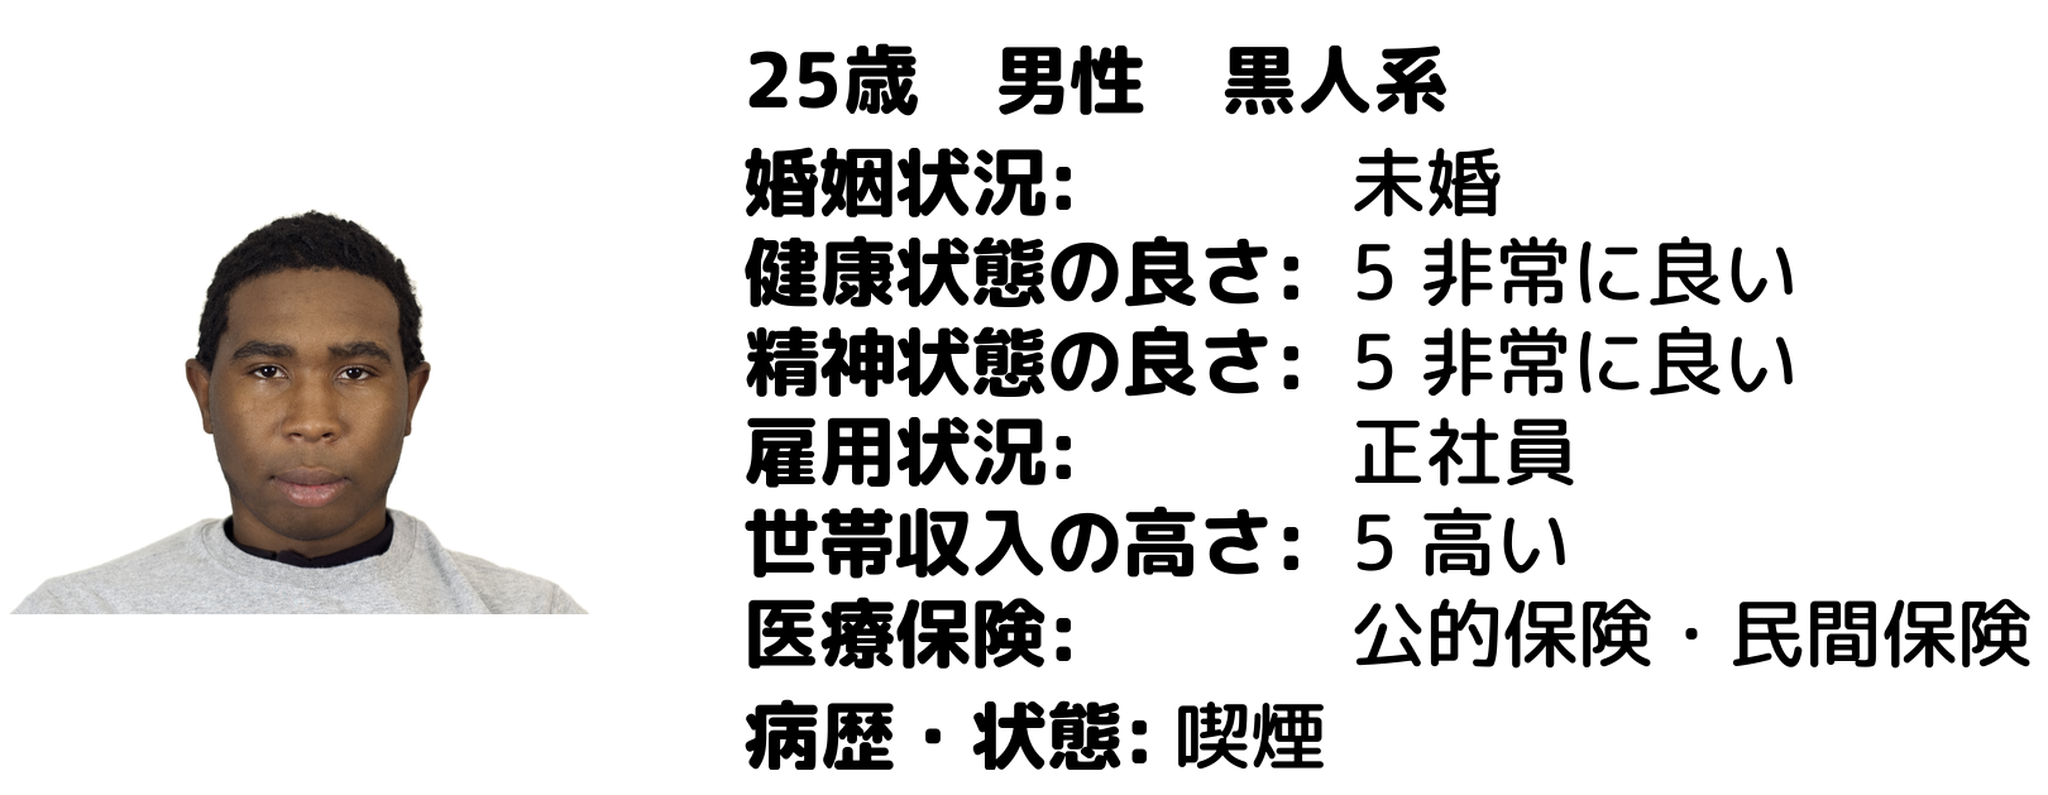 25歳　男性　黒人系
婚姻状況: 未婚
健康状態の良さ: 5 非常に良い
精神状態の良さ: 5 非常に良い
雇用状況: 正社員
世帯収入の高さ: 5 高い
医療保険: 公的保険・民間保険
病歴・状態: 喫煙